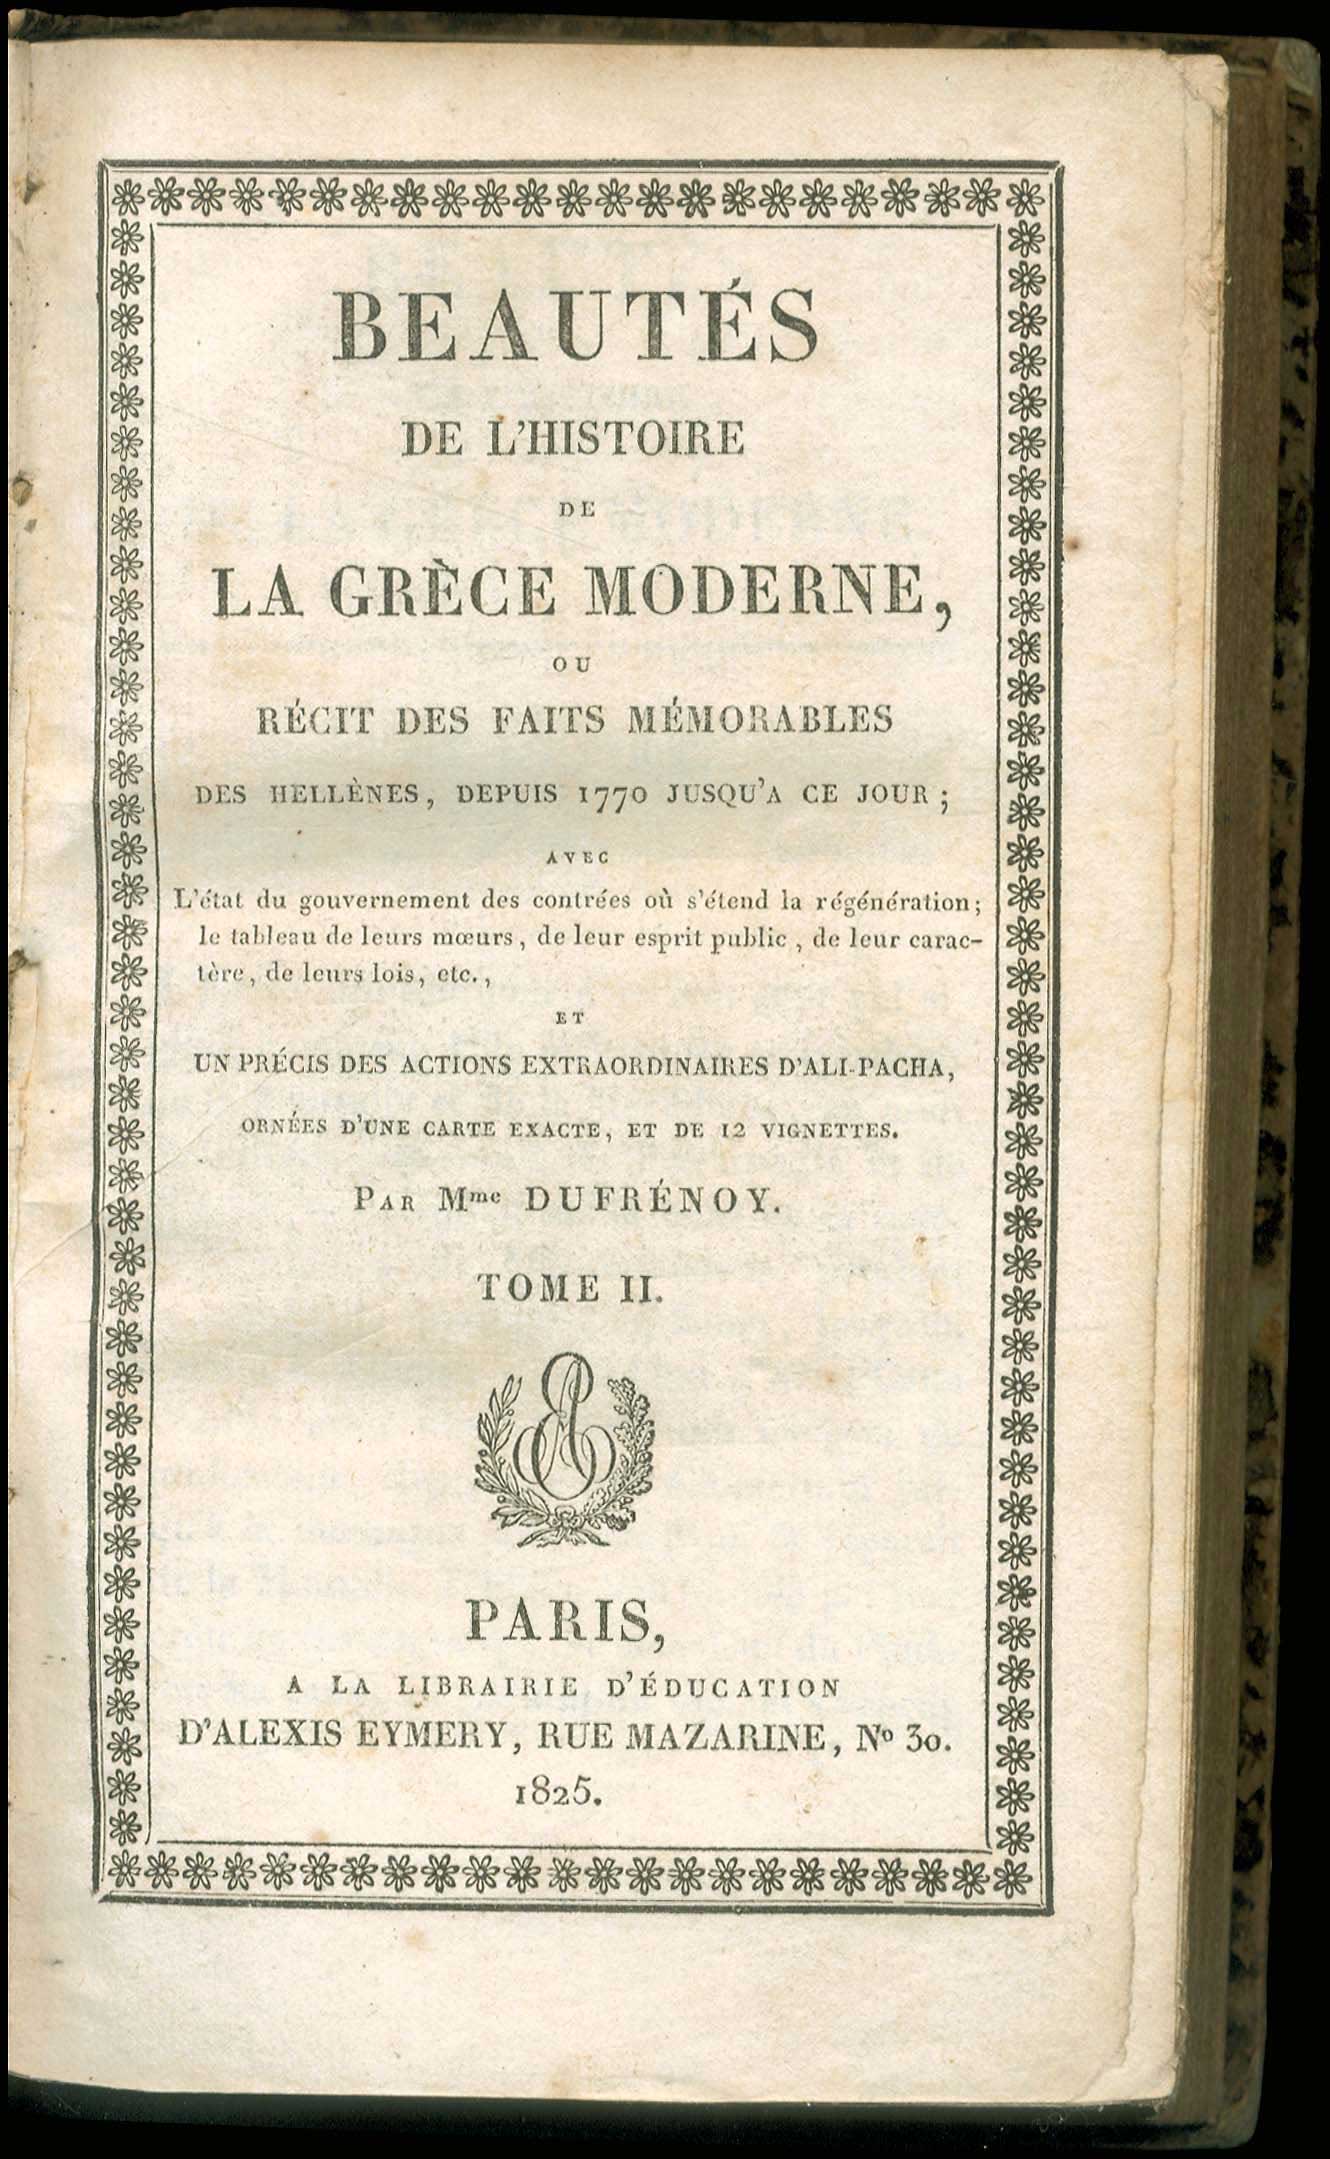 BEAUTÉS
DE L'HISTOIRE
DE
LA GRÈCE MODERNE,
OU
RÉCIT DES FAITS MÉMORABLES
DES HELLÈNES, DEPUIS 1770 JUSQU'A CE JOUR;
AVEC
L'état du gouvernement des contrées où s'étend la régénération;
le tableau de leurs mœurs, de leur esprit public, de leur carac-
tère, de leurs lois, etc.,
ET
UN PRÉCIS DES ACTIONS EXTRAORDINAIRES D'ALI-PACHA,
ORNÉES D'UNE CARTE EXACTE, ET DE 12 VIGNETTES.
PAR Mme DUFRÉNOY.
TOME II.
AE
PARIS,
A LA LIBRAIRIE D'ÉDUCATION
D'ALEXIS EYMERY, RUE MAZARINE, No 30.
1825.